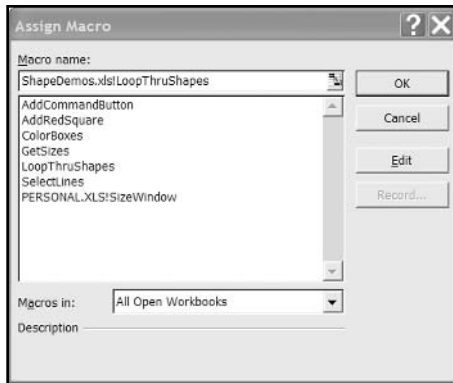 Assign Macro
Macro name:
ShapeDemos.xls!LoopThruShapes
OK
AddCommandButton
AddRedSquare
ColorBoxes
GetSizes
LoopThruShapes
SelectLines
PERSONAL.XLS!SizeWindow
Cancel
Edit
Record...
Macros in: All Open Workbooks
Description